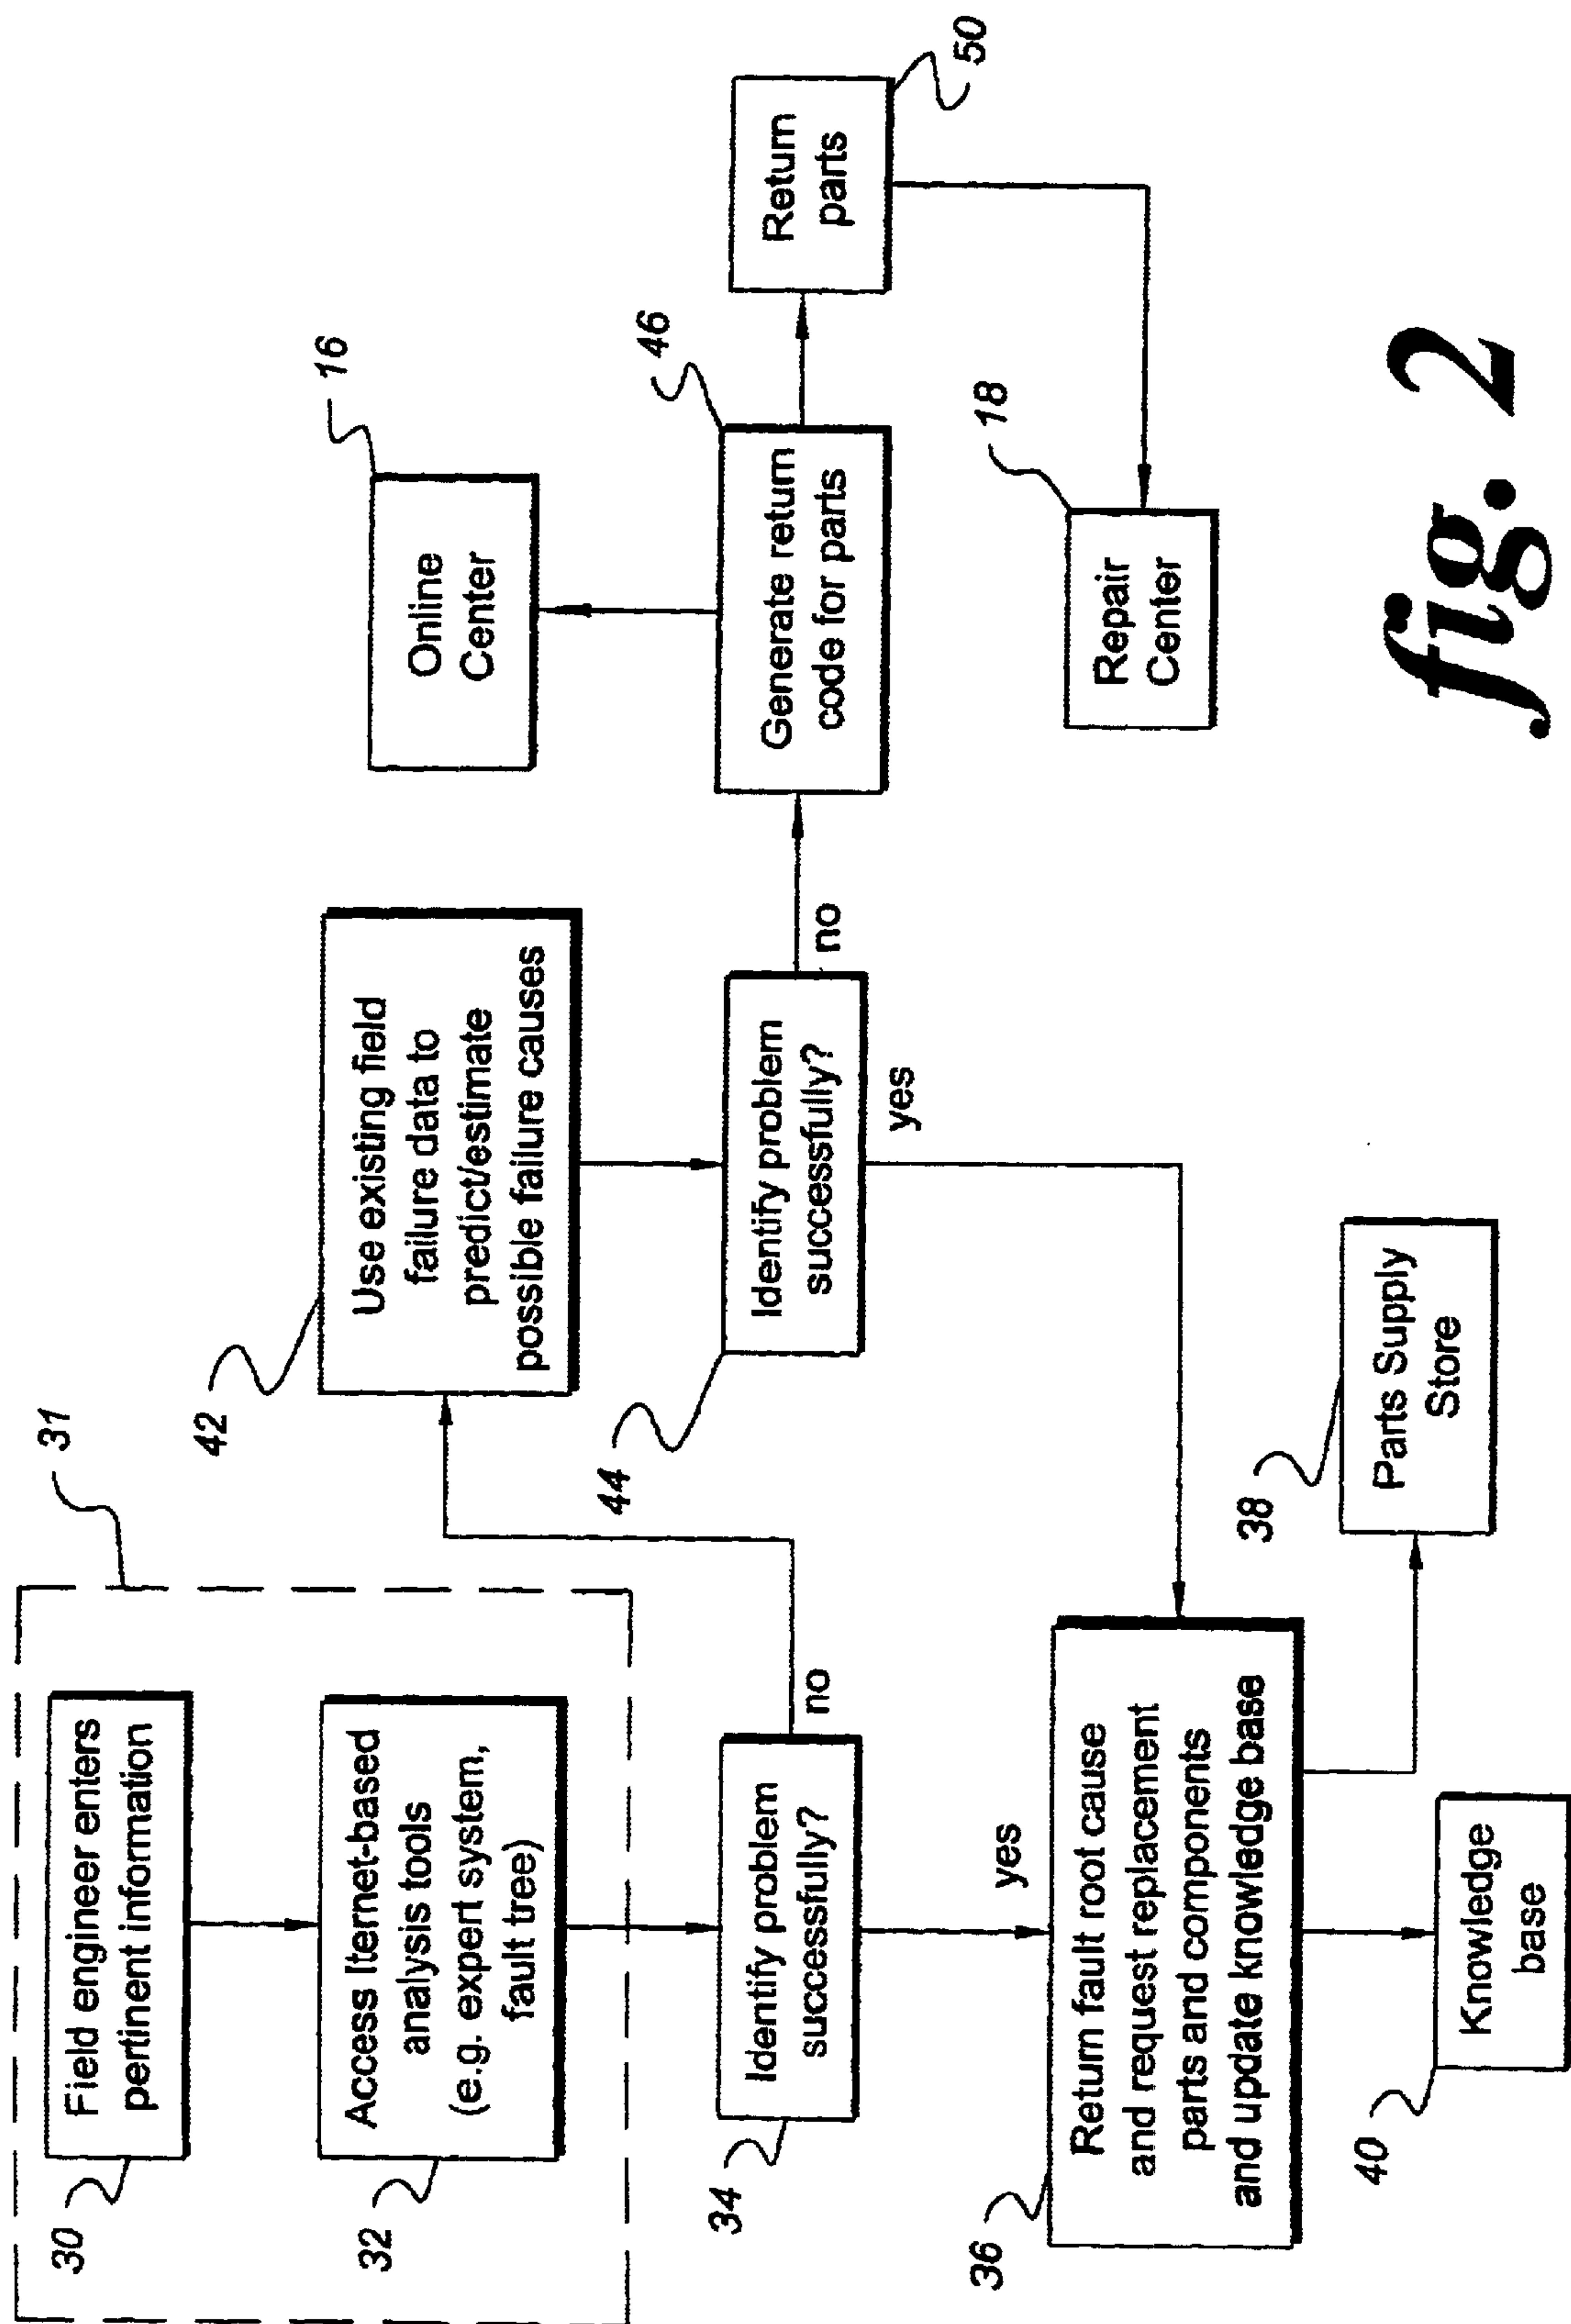 31
30
Field engineer enters
pertinent information
32
Access Iternet-based
analysis tools
(e.g. expert system,
fault tree)
34
Identify problem
successfully?
no
yes
36
Return fault root cause
and request replacement
parts and components
and update knowledge base
40
Knowledge
base
38
Parts Supply
Store
42
Use existing field
failure data to
predict/estimate
possible failure causes
44
Identify problem
successfully?
no
yes
16
Online
Center
46
Generate return
code for parts
50
Return
parts
18
Repair
Center
fig. 2